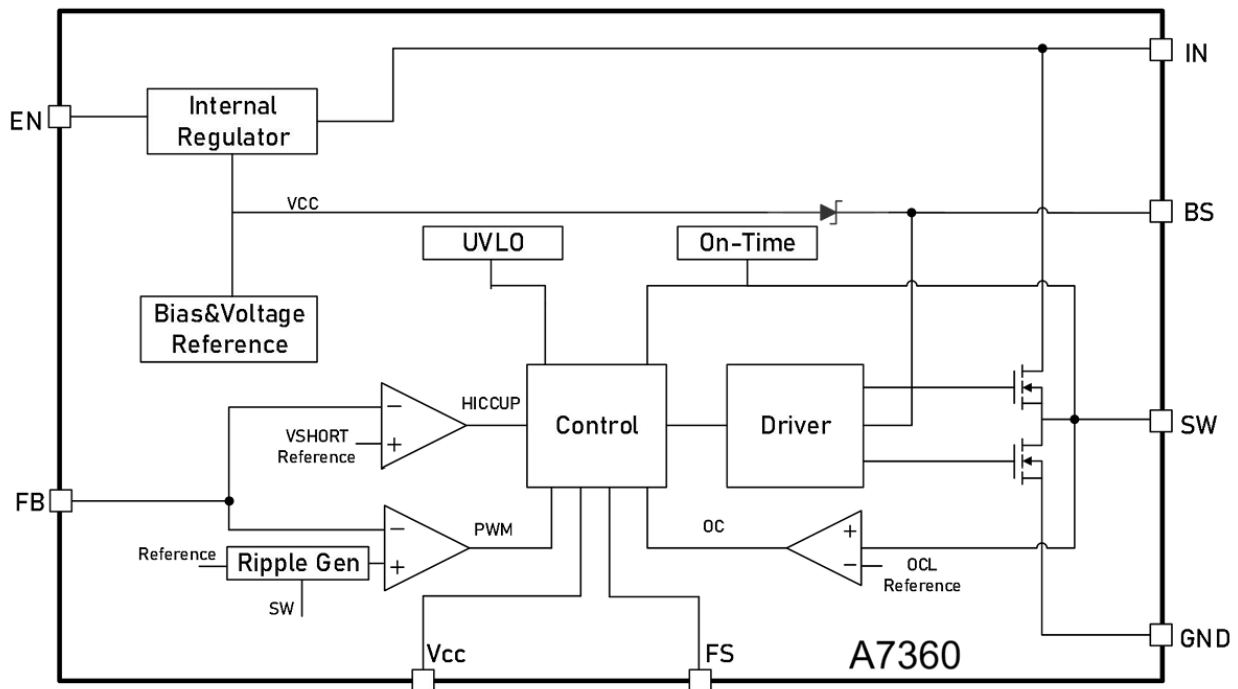 IN
EN
Internal
Regulator
VCC
BS
UVLO
On-Time
Bias&Voltage
Reference
HICCUP
−
Control
Driver
SW
VSHORT
Reference
+
FB
PWM
−
OC
+
Reference
Ripple Gen
+
−
OCL
Reference
SW
Vcc
FS
A7360
GND